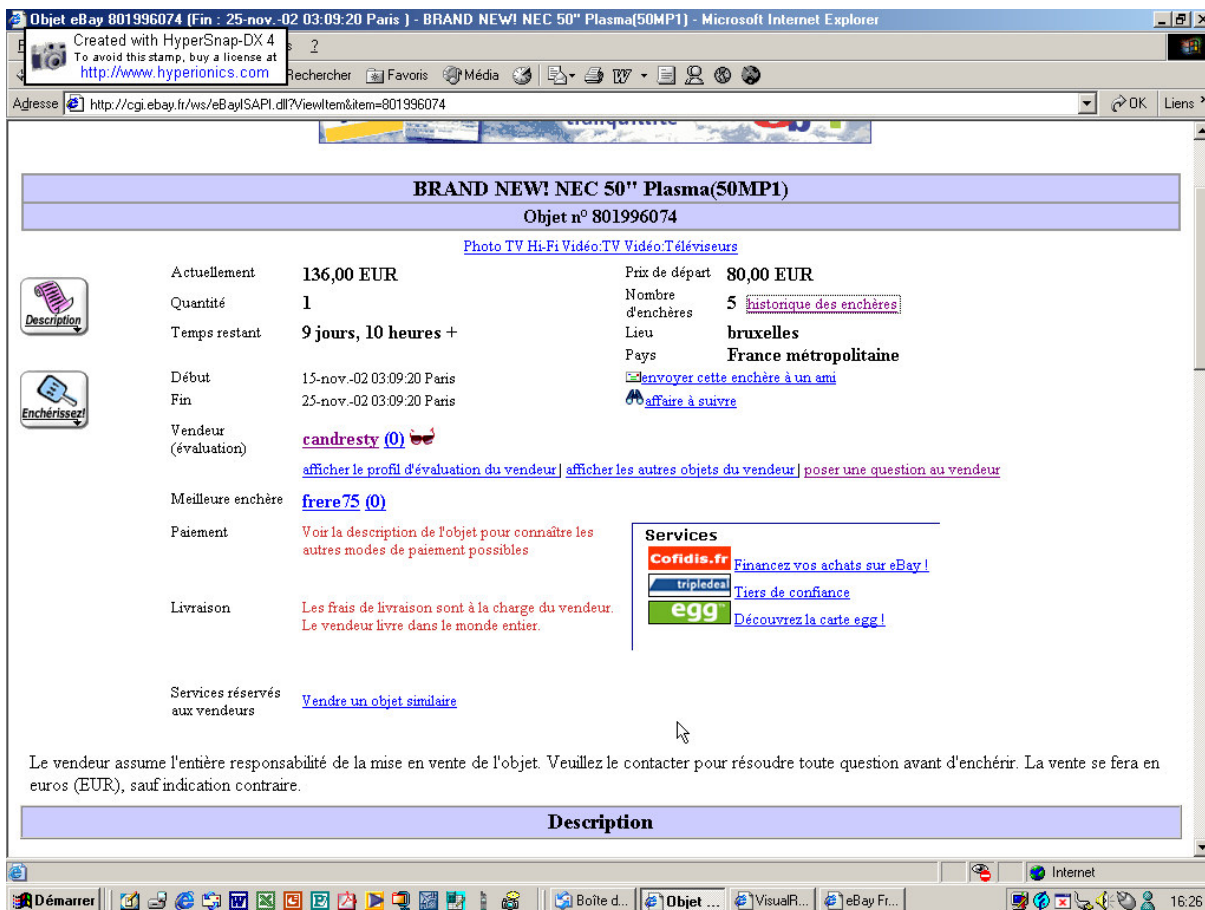 Objet eBay 801996074 (Fin : 25-nov.-02 03:09:20 Paris ) - BRAND NEW! NEC 50" Plasma(50MP1) - Microsoft Internet Explorer
Created with HyperSnap-DX 4
To avoid this stamp, buy a license at
http://www.hyperionics.com
?
Rechercher Favoris Média
Adresse http://cgi.ebay.fr/ws/eBayISAPI.dll?ViewItem&item=801996074 OK Liens
tranquillité
BRAND NEW! NEC 50" Plasma(50MP1)
Objet nº 801996074
Photo TV Hi-Fi Vidéo:TV Vidéo:Téléviseurs
Description
Actuellement 136,00 EUR Prix de départ 80,00 EUR
Quantité 1 Nombre d'enchères 5 historique des enchères
Temps restant 9 jours, 10 heures + Lieu bruxelles
Pays France métropolitaine
Enchérissez!
Début 15-nov.-02 03:09:20 Paris envoyer cette enchère à un ami
Fin 25-nov.-02 03:09:20 Paris affaire à suivre
Vendeur
(évaluation) candresty (0)
afficher le profil d'évaluation du vendeur | afficher les autres objets du vendeur | poser une question au vendeur
Meilleure enchère frere75 (0)
Paiement Voir la description de l'objet pour connaître les
autres modes de paiement possibles
Livraison Les frais de livraison sont à la charge du vendeur.
Le vendeur livre dans le monde entier.
Services
Cofidis.fr Financez vos achats sur eBay !
tripledeal Tiers de confiance
egg Découvrez la carte egg !
Services réservés
aux vendeurs Vendre un objet similaire
Le vendeur assume l'entière responsabilité de la mise en vente de l'objet. Veuillez le contacter pour résoudre toute question avant d'enchérir. La vente se fera en
euros (EUR), sauf indication contraire.
Description
Internet
Démarrer Boîte d... Objet ... VisualR... eBay Fr... 16:26